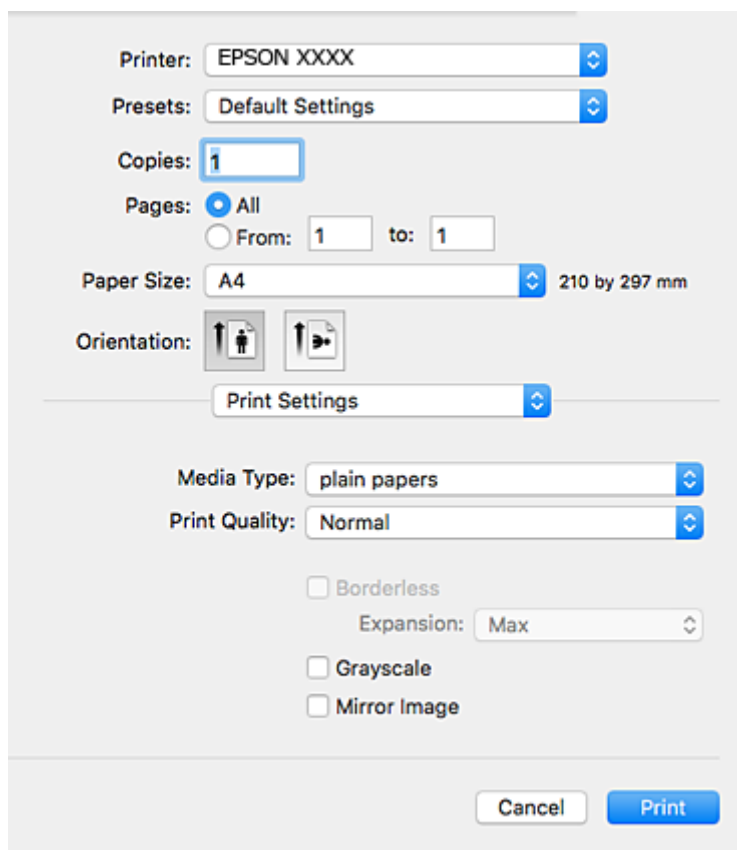 Printer: EPSON XXXX
Presets: Default Settings
Copies: 1
Pages: All
From: 1 to: 1
Paper Size: A4 210 by 297 mm
Orientation:
Print Settings
Media Type: plain papers
Print Quality: Normal
Borderless
Expansion: Max
Grayscale
Mirror Image
Cancel Print